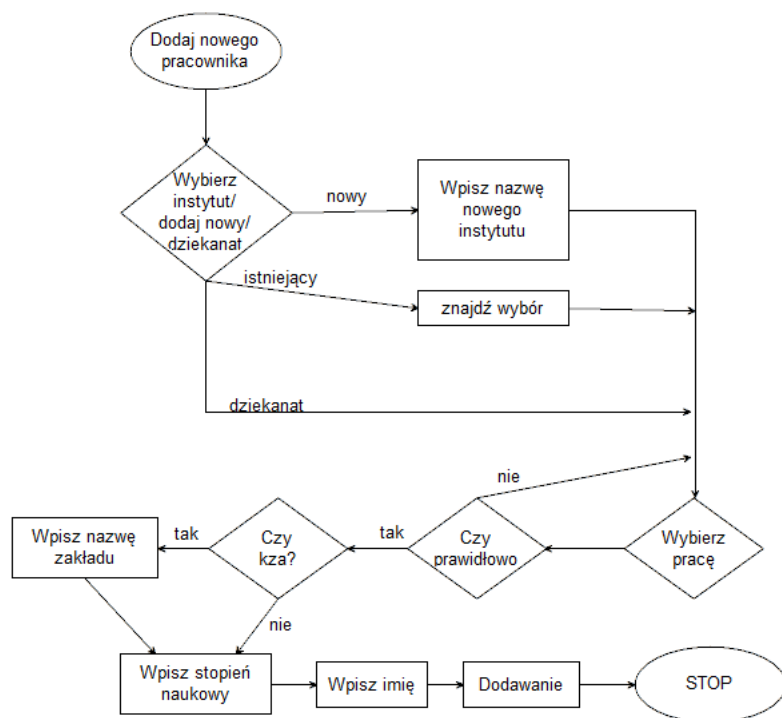 Dodaj nowego
pracownika
Wybierz
instytut/
dodaj nowy/
dziekanat
nowy
Wpisz nazwę
nowego
instytutu
istniejący
znajdź wybór
dziekanat
nie
Wybierz
pracę
Czy
prawidłowo
tak
Czy
kza?
tak
Wpisz nazwę
zakładu
nie
Wpisz stopień
naukowy
Wpisz imię
Dodawanie
STOP